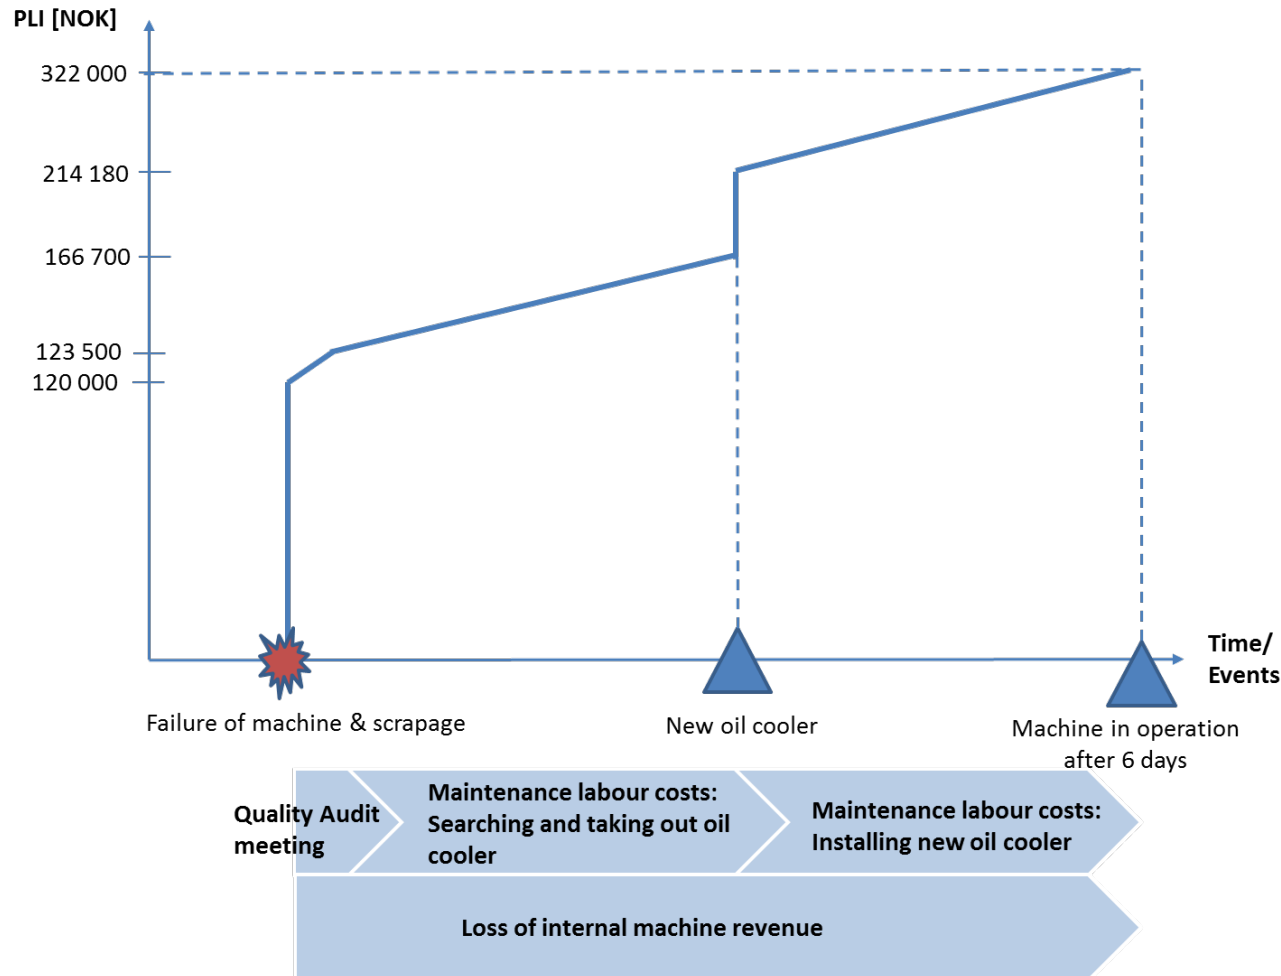 PLI [NOK]
322 000
214 180
166 700
123 500
120 000
Time/
Events
Failure of machine & scrapage
New oil cooler
Machine in operation
after 6 days
Quality Audit
meeting
Maintenance labour costs:
Searching and taking out oil
cooler
Maintenance labour costs:
Installing new oil cooler
Loss of internal machine revenue